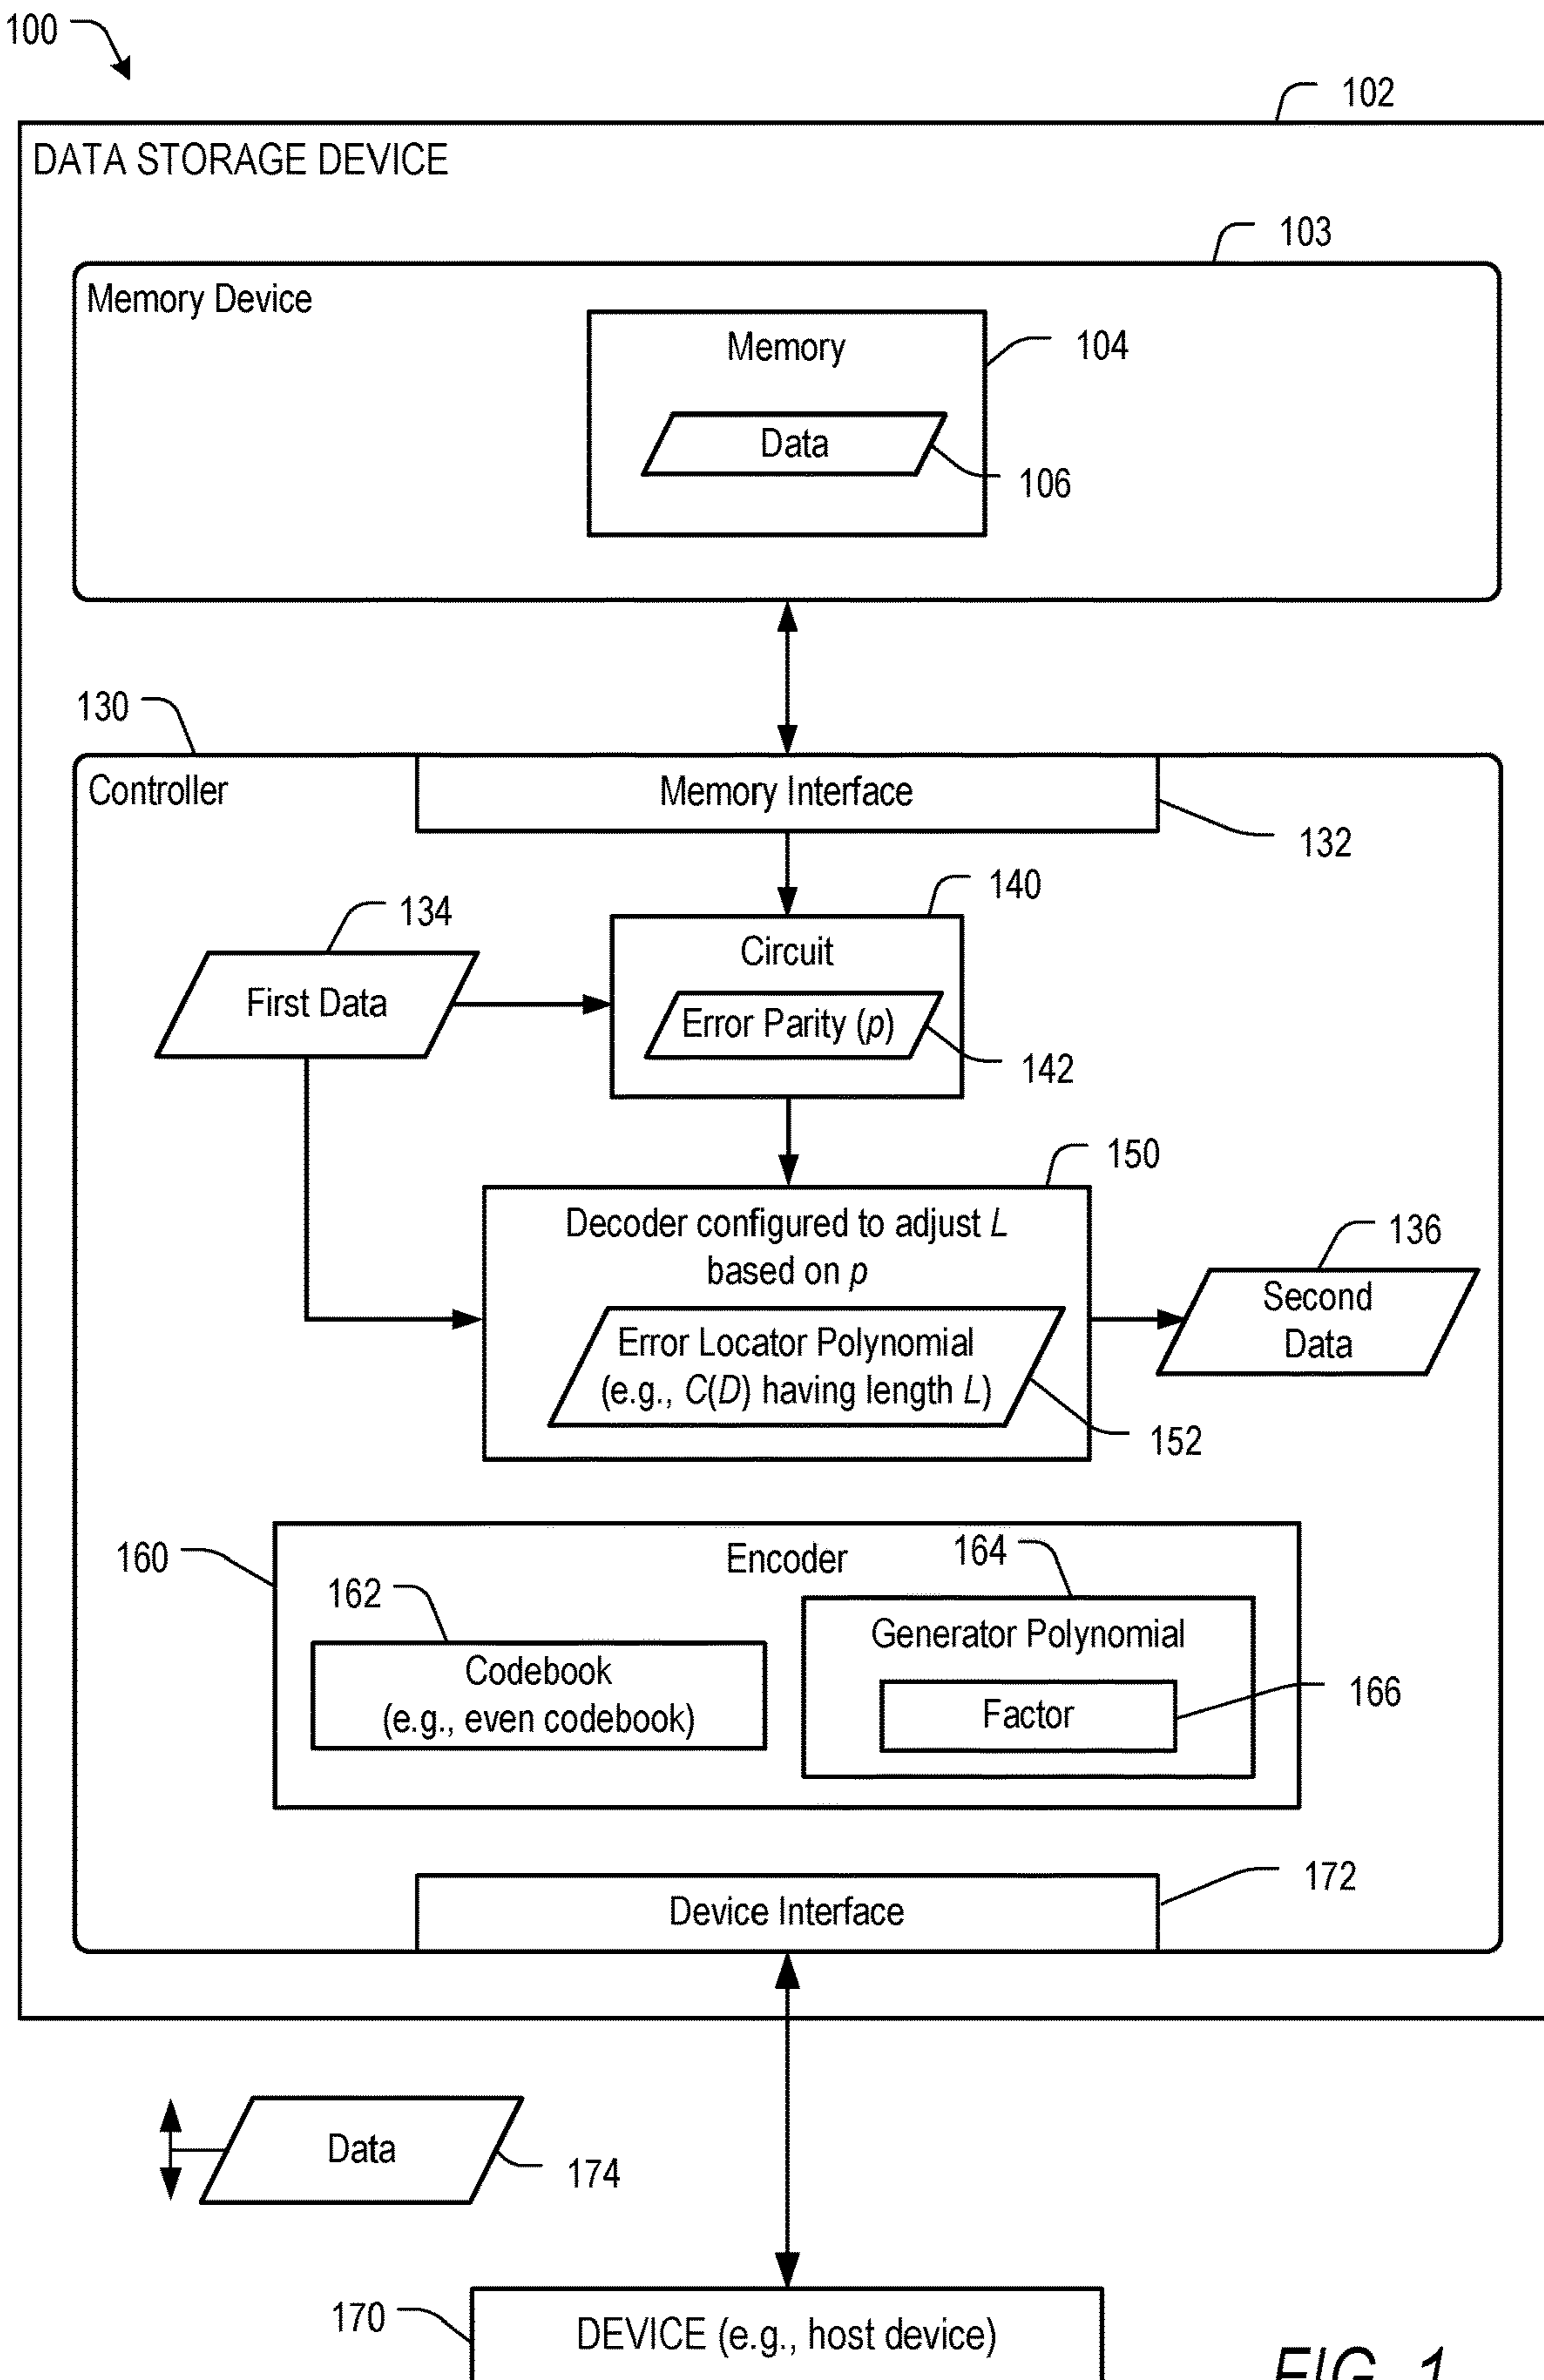 100
102
DATA STORAGE DEVICE
103
Memory Device
Memory
104
Data
106
130
Controller
Memory Interface
132
140
134
Circuit
First Data
Error Parity (p)
142
150
Decoder configured to adjust L
based on p
136
Second
Data
Error Locator Polynomial
(e.g., C(D) having length L)
152
160
Encoder
164
162
Generator Polynomial
Codebook
(e.g., even codebook)
Factor
166
172
Device Interface
Data
174
170
DEVICE (e.g., host device)
FIG. 1